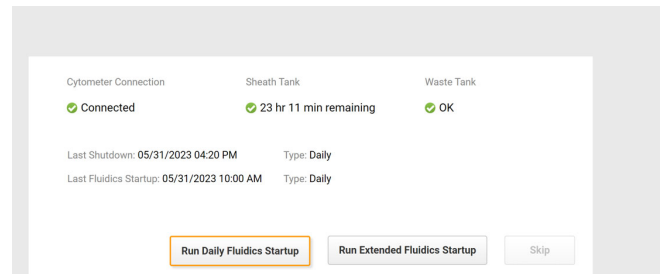 Cytometer Connection Sheath Tank Waste Tank
Connected 23 hr 11 min remaining OK
Last Shutdown: 05/31/2023 04:20 PM Type: Daily
Last Fluidics Startup: 05/31/2023 10:00 AM Type: Daily
Run Daily Fluidics Startup Run Extended Fluidics Startup Skip